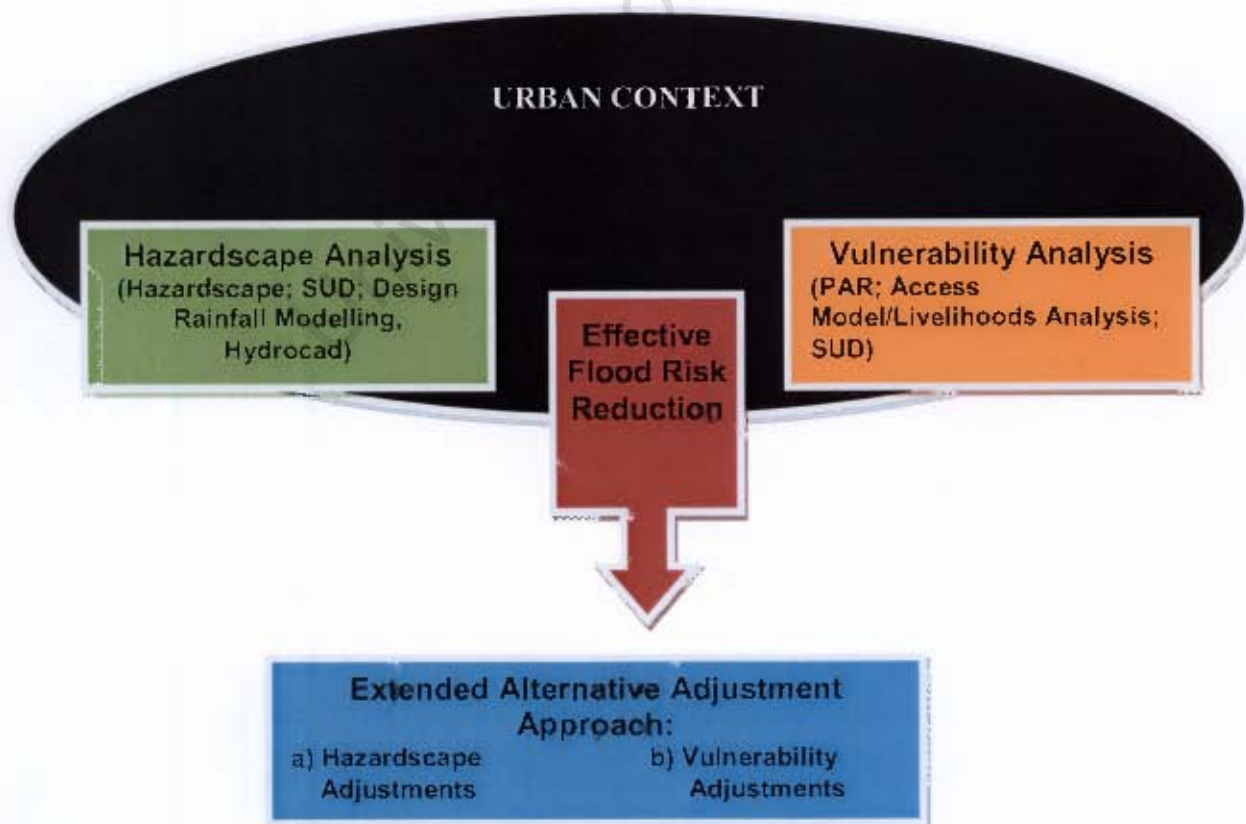 URBAN CONTEXT
Hazardscape Analysis
(Hazardscape; SUD; Design
Rainfall Modelling,
Hydrocad)
Effective
Flood Risk
Reduction
Vulnerability Analysis
(PAR; Access
Model/Livelihoods Analysis;
SUD)
Extended Alternative Adjustment
Approach:
a) Hazardscape
Adjustments
b) Vulnerability
Adjustments